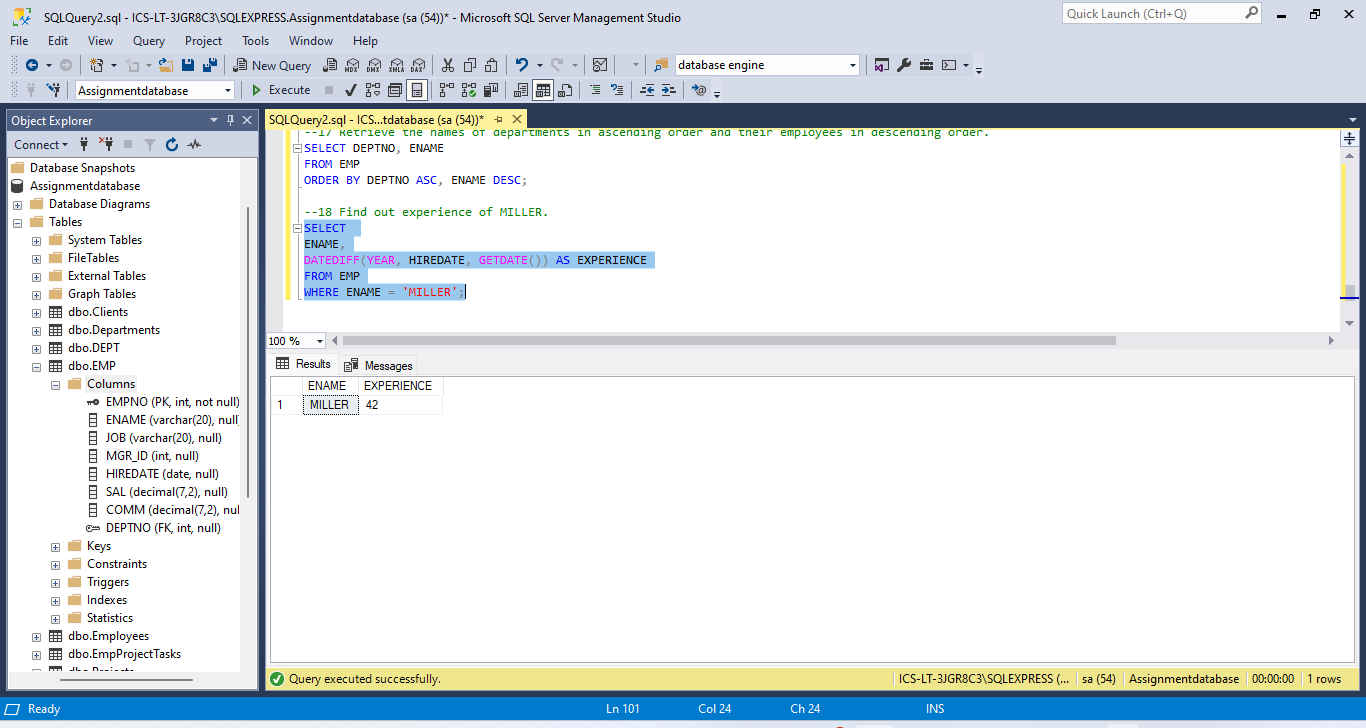 SQLQuery2.sql - ICS-LT-3JGR8C3\SQLEXPRESS.Assignmentdatabase (sa (54))* - Microsoft SQL Server Management Studio
Quick Launch (Ctrl+Q)
File Edit View Query Project Tools Window Help
New Query
MDX DMX XMLA DAX
database engine
Assignmentdatabase
Execute
Object Explorer
Connect
Database Snapshots
Assignmentdatabase
Database Diagrams
Tables
System Tables
FileTables
External Tables
Graph Tables
dbo.Clients
dbo.Departments
dbo.DEPT
dbo.EMP
Columns
EMPNO (PK, int, not null)
ENAME (varchar(20), null
JOB (varchar(20), null)
MGR_ID (int, null)
HIREDATE (date, null)
SAL (decimal(7,2), null)
COMM (decimal(7,2), nul
DEPTNO (FK, int, null)
Keys
Constraints
Triggers
Indexes
Statistics
dbo.Employees
dbo.EmpProjectTasks
dbo.Projects
SQLQuery2.sql - ICS...tdatabase (sa (54))*
--17 Retrieve the names of departments in ascending order and their employees in descending order.
SELECT DEPTNO, ENAME
FROM EMP
ORDER BY DEPTNO ASC, ENAME DESC;
--18 Find out experience of MILLER.
SELECT
ENAME,
DATEDIFF(YEAR, HIREDATE, GETDATE()) AS EXPERIENCE
FROM EMP
WHERE ENAME = 'MILLER';
100 %
Results Messages
ENAME EXPERIENCE
1 MILLER 42
Query executed successfully.
ICS-LT-3JGR8C3\SQLEXPRESS (... sa (54) Assignmentdatabase 00:00:00 1 rows
Ready Ln 101 Col 24 Ch 24 INS